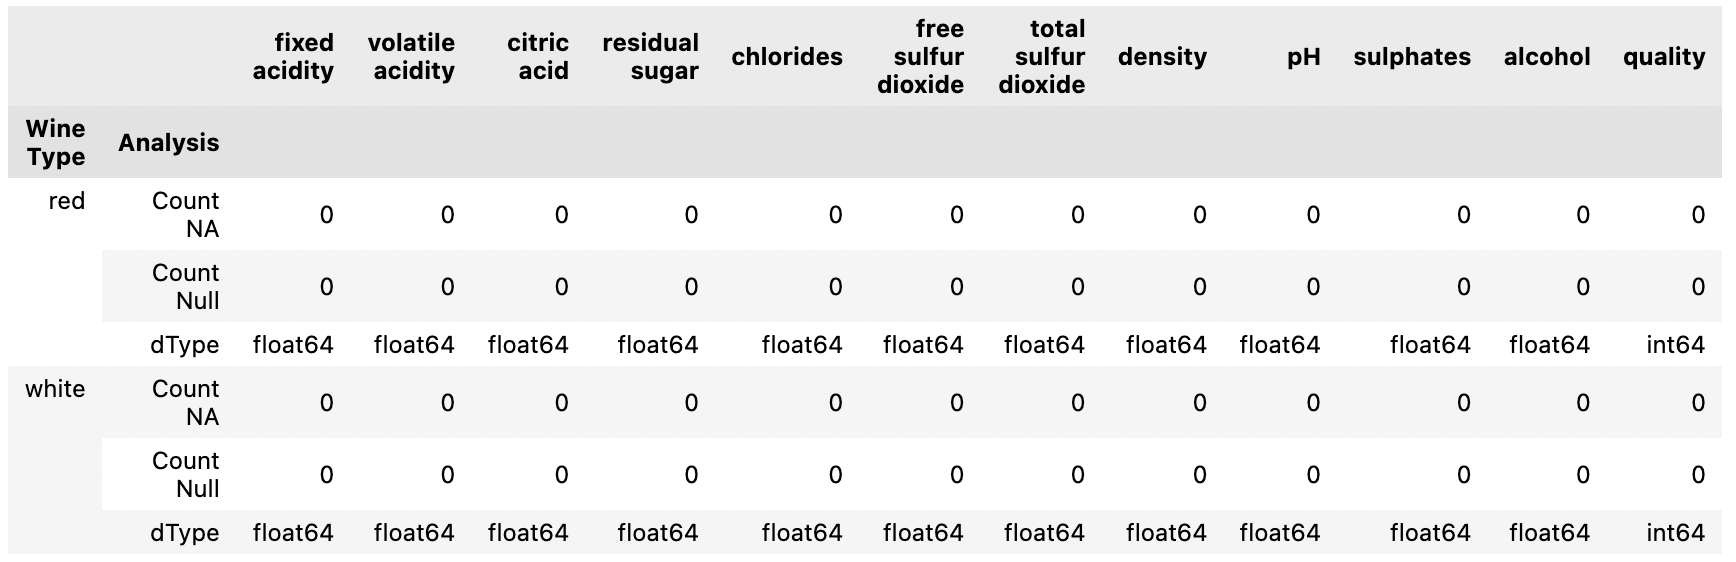 fixed acidity volatile acidity citric acid residual sugar chlorides free sulfur dioxide total sulfur dioxide density pH sulphates alcohol quality
Wine Type Analysis
red Count NA 0 0 0 0 0 0 0 0 0 0 0 0
Count Null 0 0 0 0 0 0 0 0 0 0 0 0
dType float64 float64 float64 float64 float64 float64 float64 float64 float64 float64 float64 int64
white Count NA 0 0 0 0 0 0 0 0 0 0 0 0
Count Null 0 0 0 0 0 0 0 0 0 0 0 0
dType float64 float64 float64 float64 float64 float64 float64 float64 float64 float64 float64 int64